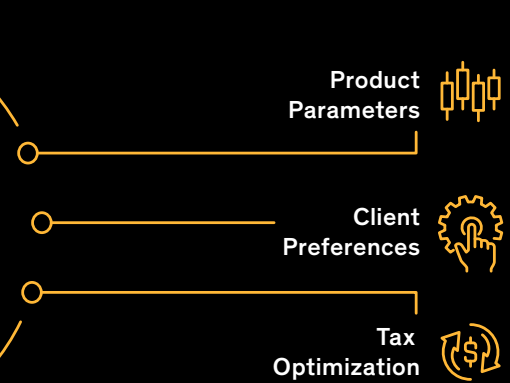 Product
Parameters
Client
Preferences
Tax
Optimization